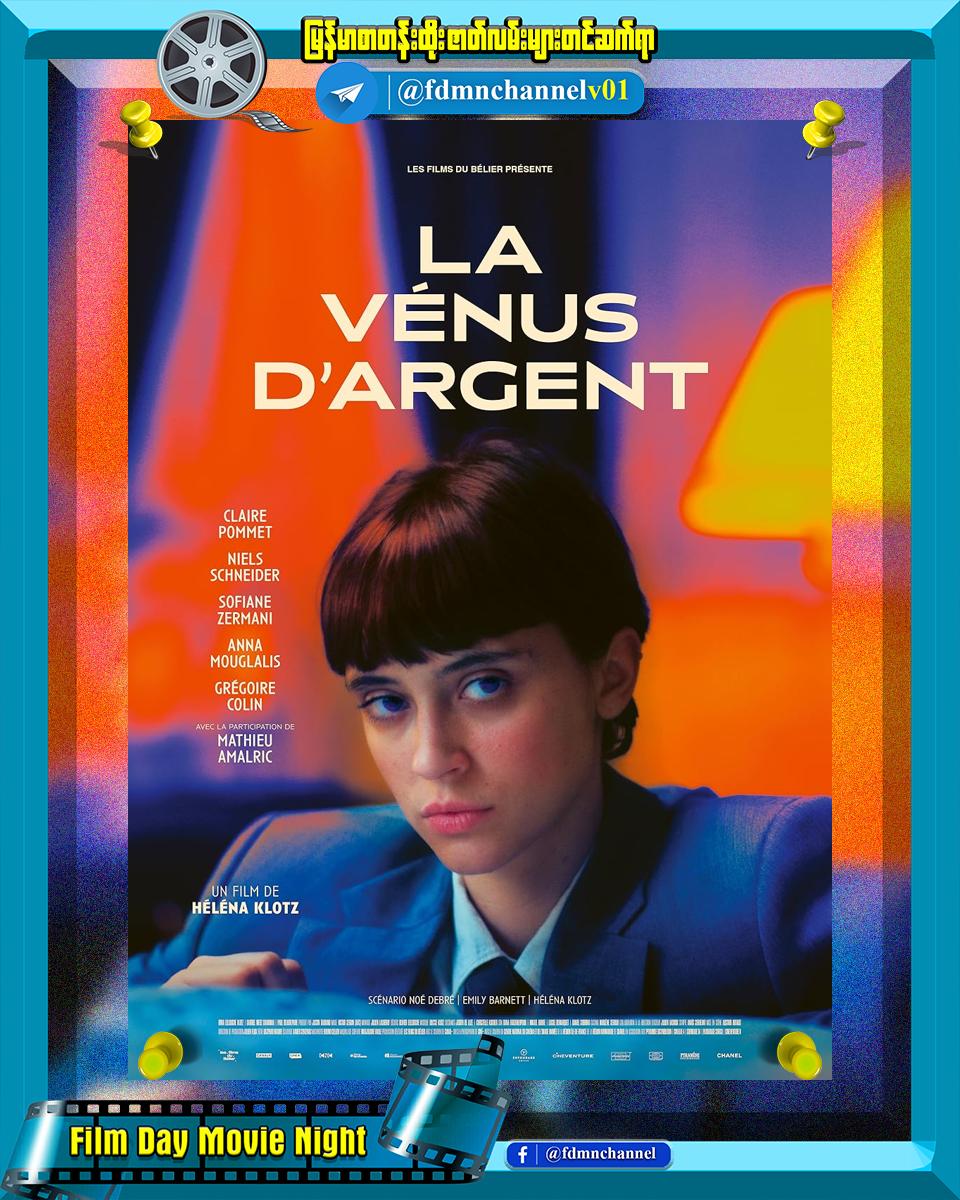 မြန်မာစာတန်းထိုးဇာတ်လမ်းများတင်ဆက်ရာ
@fdmnchannelv01
LES FILMS DU BÉLIER PRÉSENTE
LA
VÉNUS
D'ARGENT
CLAIRE
POMMET
NIELS
SCHNEIDER
SOFIANE
ZERMANI
ANNA
MOUGLALIS
GRÉGOIRE
COLIN
AVEC LA PARTICIPATION DE
MATHIEU
AMALRIC
UN FILM DE
HÉLÉNA KLOTZ
SCÉNARIO NOÉ DEBRÉ | EMILY BARNETT | HÉLÉNA KLOTZ
CHEVENTURE
PYRAMIDE
CHANEL
Film Day Movie Night
f @fdmnchannel